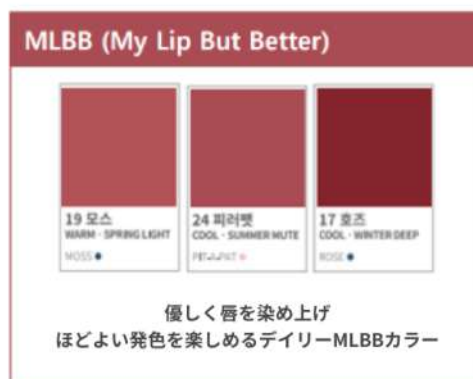 MLBB (My Lip But Better)
19 모스
WARM · SPRING LIGHT
MOSS
24 피러팻
COOL · SUMMER MUTE
PIT-A-PAT
17 호즈
COOL · WINTER DEEP
ROSE
優しく唇を染め上げ
ほどよい発色を楽しめるデイリーMLBBカラー